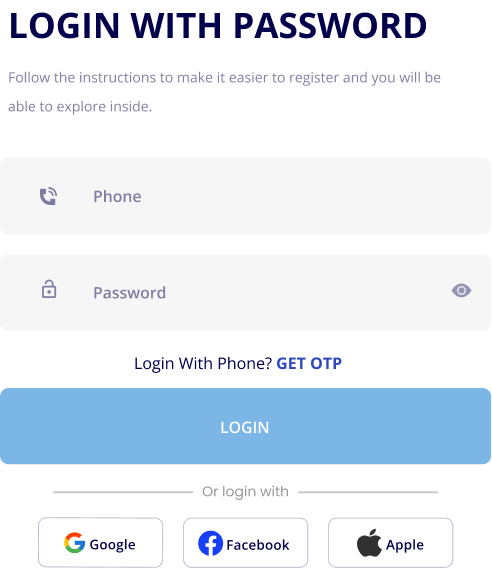 LOGIN WITH PASSWORD
Follow the instructions to make it easier to register and you will be
able to explore inside.
Phone
Password
Login With Phone? GET OTP
LOGIN
Or login with
Google Facebook Apple